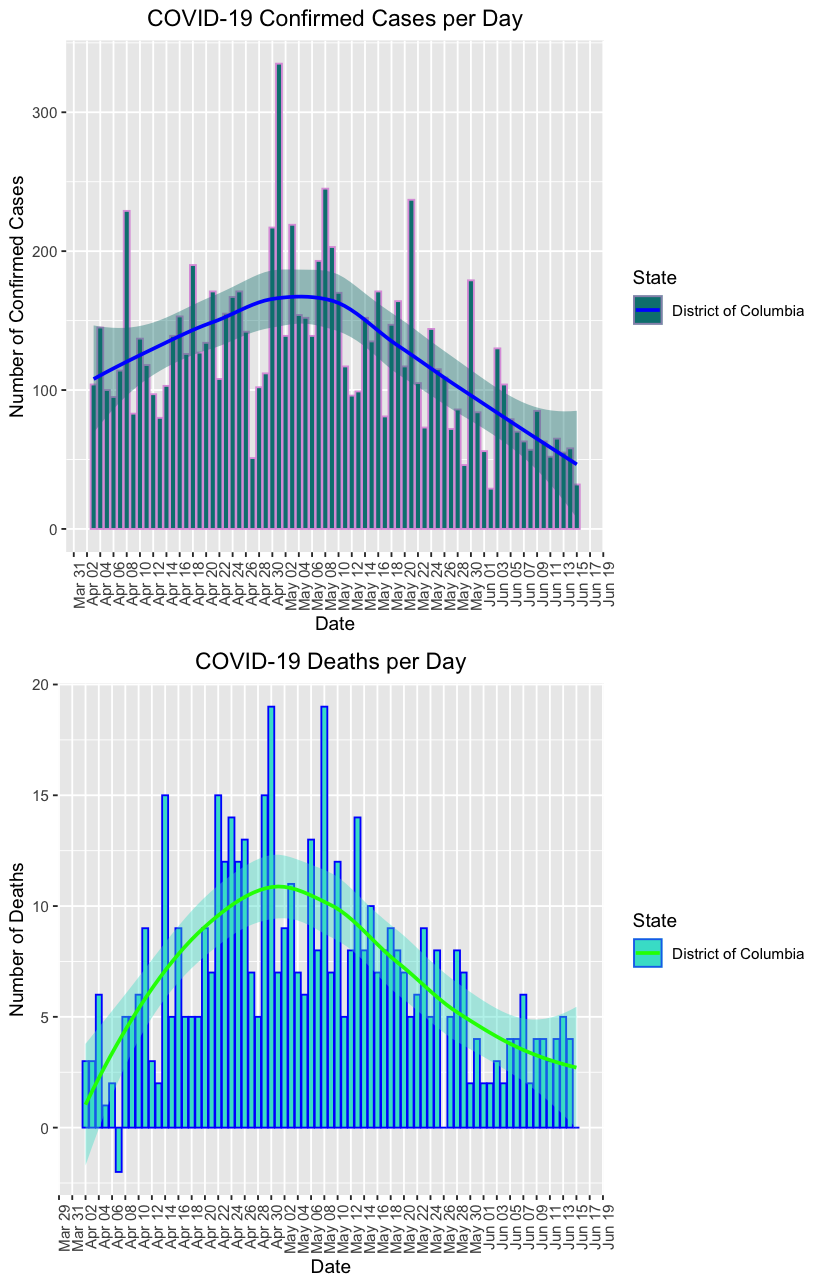 COVID-19 Confirmed Cases per Day
Number of Confirmed Cases
300
200
100
0
Mar 31
Apr 02
Apr 04
Apr 06
Apr 08
Apr 10
Apr 12
Apr 14
Apr 16
Apr 18
Apr 20
Apr 22
Apr 24
Apr 26
Apr 28
Apr 30
May 02
May 04
May 06
May 08
May 10
May 12
May 14
May 16
May 18
May 20
May 22
May 24
May 26
May 28
May 30
Jun 01
Jun 03
Jun 05
Jun 07
Jun 09
Jun 11
Jun 13
Jun 15
Jun 17
Jun 19
Date
State
District of Columbia
COVID-19 Deaths per Day
Number of Deaths
20
15
10
5
0
Mar 29
Mar 31
Apr 02
Apr 04
Apr 06
Apr 08
Apr 10
Apr 12
Apr 14
Apr 16
Apr 18
Apr 20
Apr 22
Apr 24
Apr 26
Apr 28
Apr 30
May 02
May 04
May 06
May 08
May 10
May 12
May 14
May 16
May 18
May 20
May 22
May 24
May 26
May 28
May 30
Jun 01
Jun 03
Jun 05
Jun 07
Jun 09
Jun 11
Jun 13
Jun 15
Jun 17
Jun 19
Date
State
District of Columbia